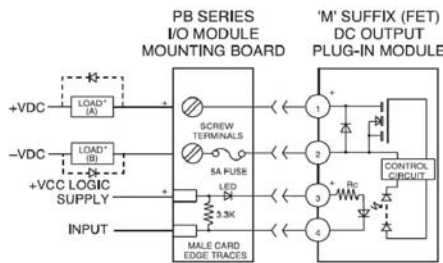 PB SERIES
I/O MODULE
MOUNTING BOARD
'M' SUFFIX (FET)
DC OUTPUT
PLUG-IN MODULE
+VDC
LOAD*
(A)
+
SCREW
TERMINALS
1
+
-VDC
LOAD*
(B)
5A FUSE
2
CONTROL
CIRCUIT
+VCC LOGIC
SUPPLY
+
LED
3
+
Rc
3.3K
INPUT
4
MALE CARD
EDGE TRACES